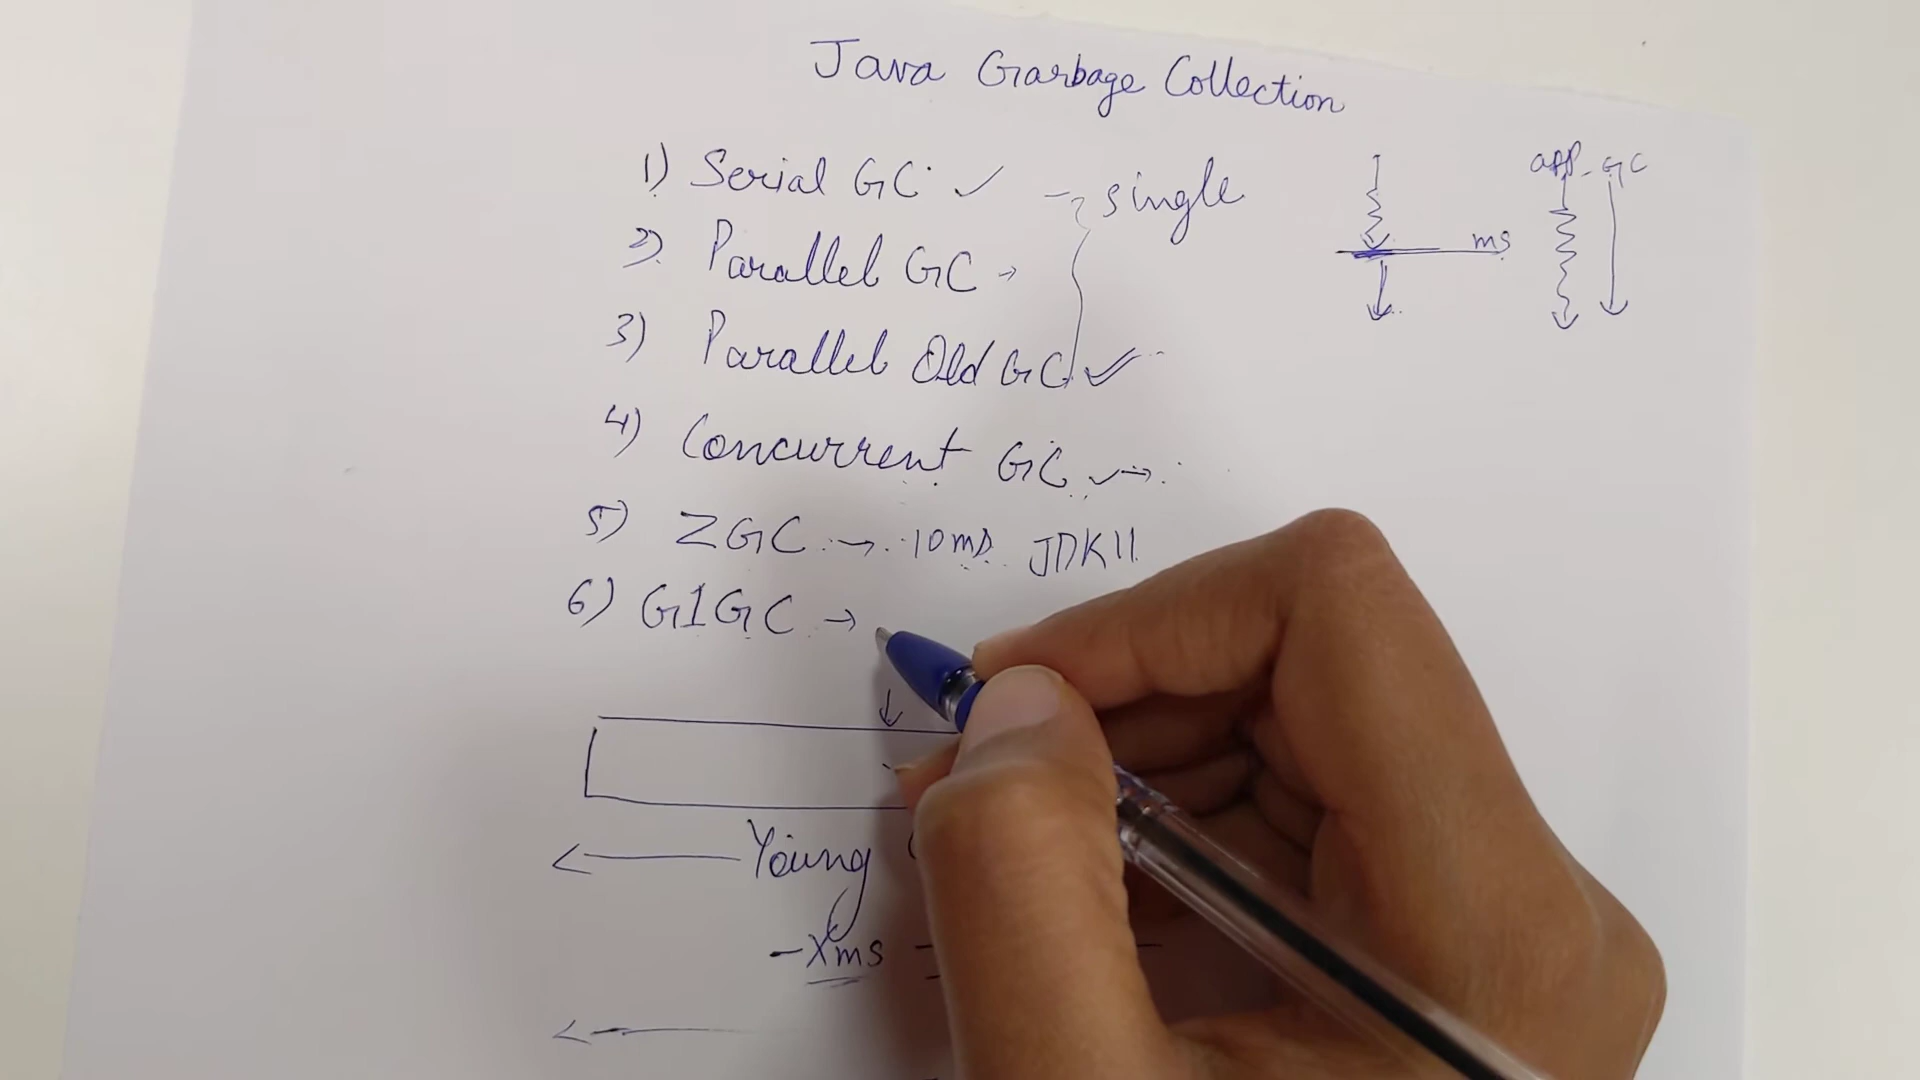 Java Garbage Collection
1) Serial GC ✓ - single
2) Parallel GC →
3) Parallel Old GC ✓
4) Concurrent GC ✓→
5) ZGC → 10ms JDK11
6) G1GC →
ms
app GC
Young
-Xms